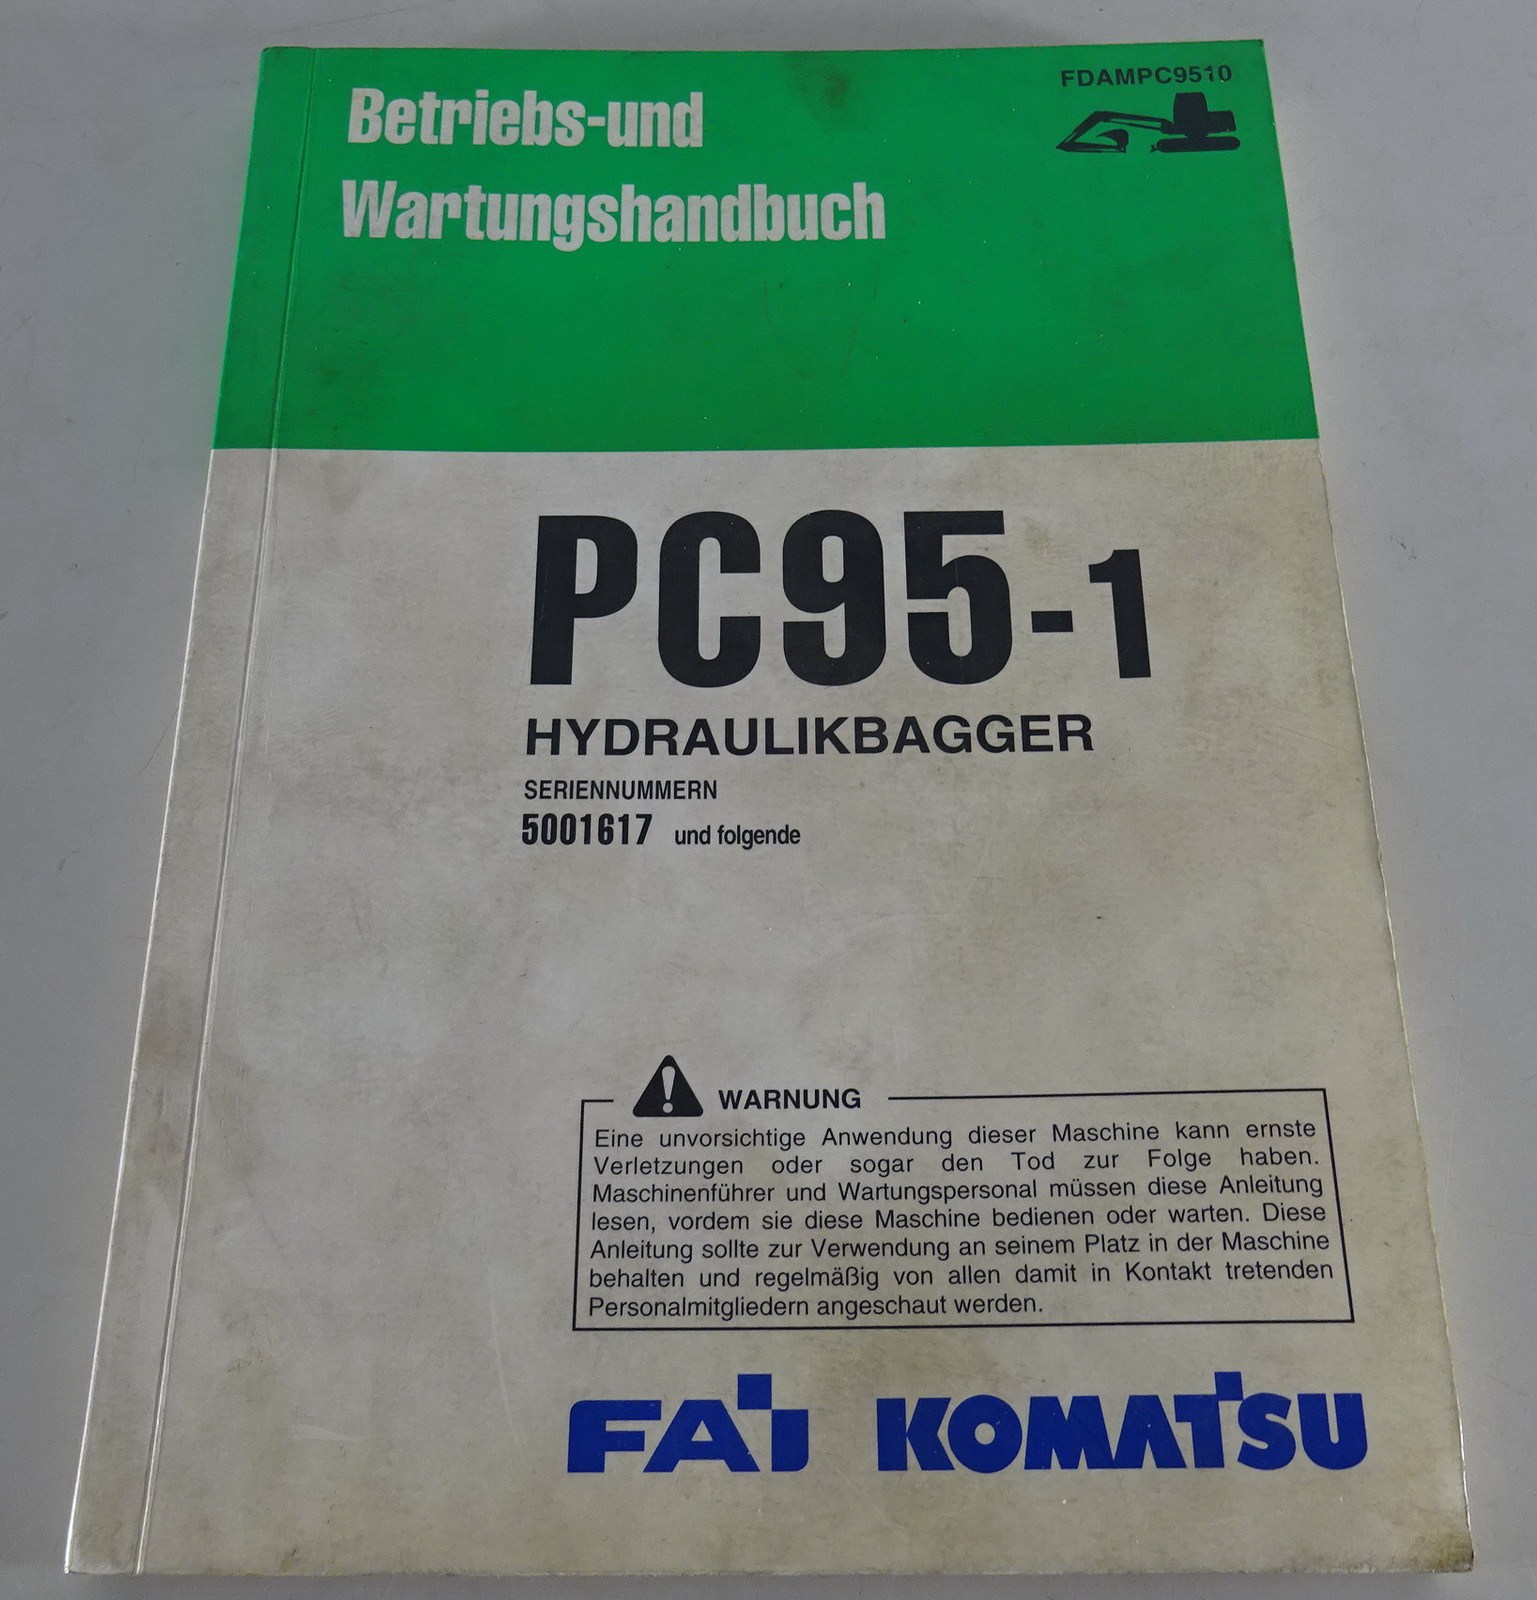 FDAMPC9510
Betriebs-und
Wartungshandbuch
PC95-1
HYDRAULIKBAGGER
SERIENNUMMERN
5001617 und folgende
WARNUNG
Eine unvorsichtige Anwendung dieser Maschine kann ernste
Verletzungen oder sogar den Tod zur Folge haben.
Maschinenführer und Wartungspersonal müssen diese Anleitung
lesen, vordem sie diese Maschine bedienen oder warten. Diese
Anleitung sollte zur Verwendung an seinem Platz in der Maschine
behalten und regelmäßig von allen damit in Kontakt tretenden
Personalmitgliedern angeschaut werden.
FAI KOMATSU